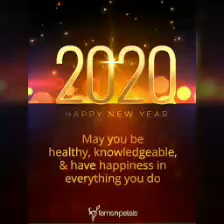 2020
HAPPY NEW YEAR
May you be
healthy, knowledgeable,
& have happiness in
everything you do
fernsnpetals